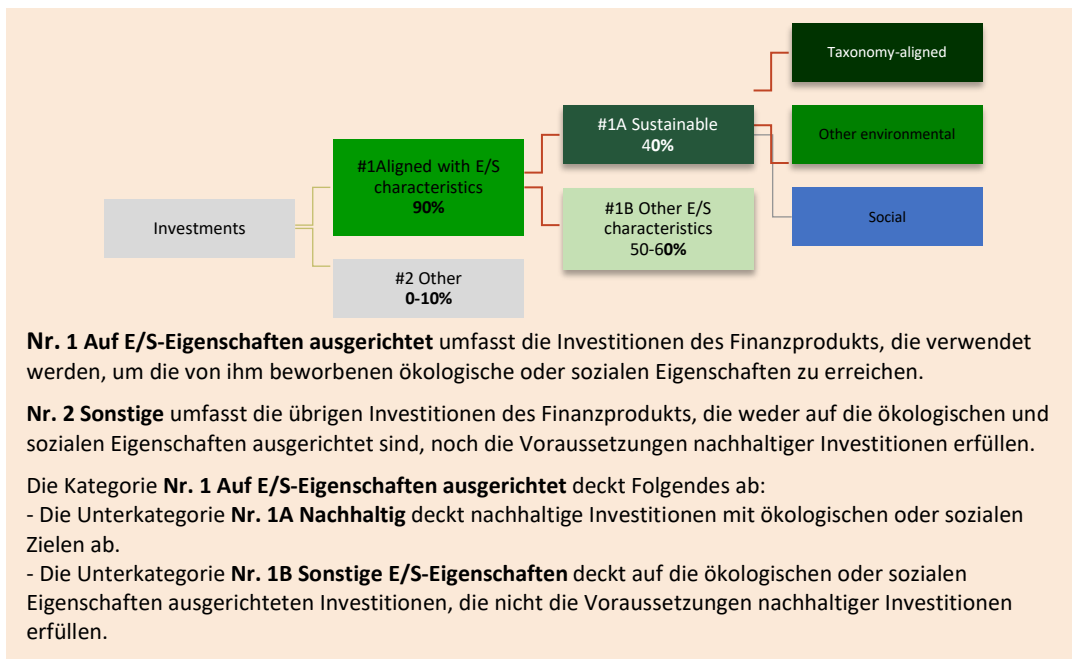 Taxonomy-aligned
#1A Sustainable
40%
Other environmental
#1Aligned with E/S
characteristics
90%
#1B Other E/S
characteristics
50-60%
Social
Investments
#2 Other
0-10%
Nr. 1 Auf E/S-Eigenschaften ausgerichtet umfasst die Investitionen des Finanzprodukts, die verwendet
werden, um die von ihm beworbenen ökologische oder sozialen Eigenschaften zu erreichen.
Nr. 2 Sonstige umfasst die übrigen Investitionen des Finanzprodukts, die weder auf die ökologischen und
sozialen Eigenschaften ausgerichtet sind, noch die Voraussetzungen nachhaltiger Investitionen erfüllen.
Die Kategorie Nr. 1 Auf E/S-Eigenschaften ausgerichtet deckt Folgendes ab:
- Die Unterkategorie Nr. 1A Nachhaltig deckt nachhaltige Investitionen mit ökologischen oder sozialen
Zielen ab.
- Die Unterkategorie Nr. 1B Sonstige E/S-Eigenschaften deckt auf die ökologischen oder sozialen
Eigenschaften ausgerichteten Investitionen, die nicht die Voraussetzungen nachhaltiger Investitionen
erfüllen.